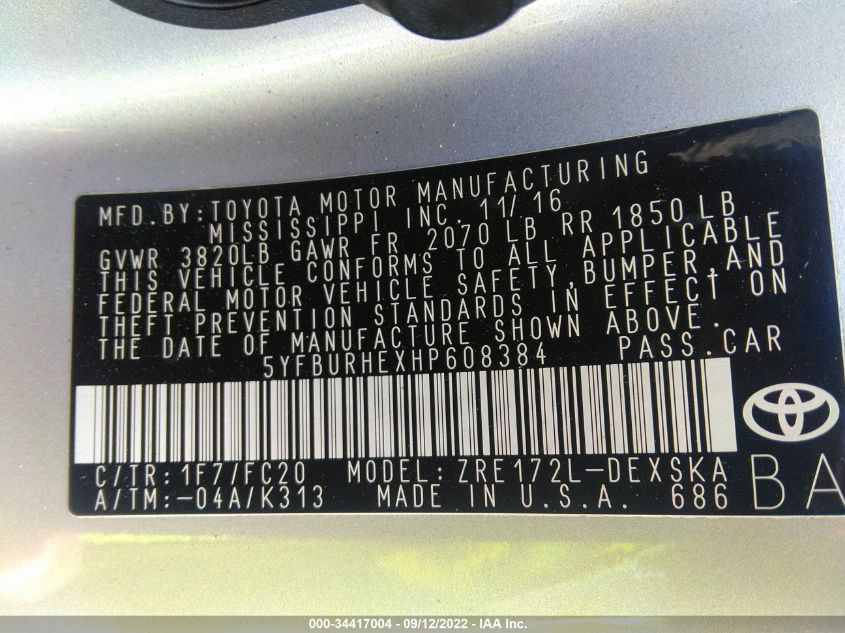 MFD.BY:TOYOTA MOTOR MANUFACTURING
MISSISSIPPI INC. 11/16
GVWR 3820LB GAWR FR 2070 LB RR 1850 LB
THIS VEHICLE CONFORMS TO ALL APPLICABLE
FEDERAL MOTOR VEHICLE SAFETY,BUMPER,AND
THEFT PREVENTION STANDARDS IN EFFECT ON
THE DATE OF MANUFACTURE SHOWN ABOVE.
5YFBURHEXHP608384 PASS.CAR
C/TR:1F7/FC20 MODEL:ZRE172L-DEXSKA
A/TM:-04A/K313 MADE IN U.S.A. 686
BA
000-34417004 - 09/12/2022 - IAA Inc.